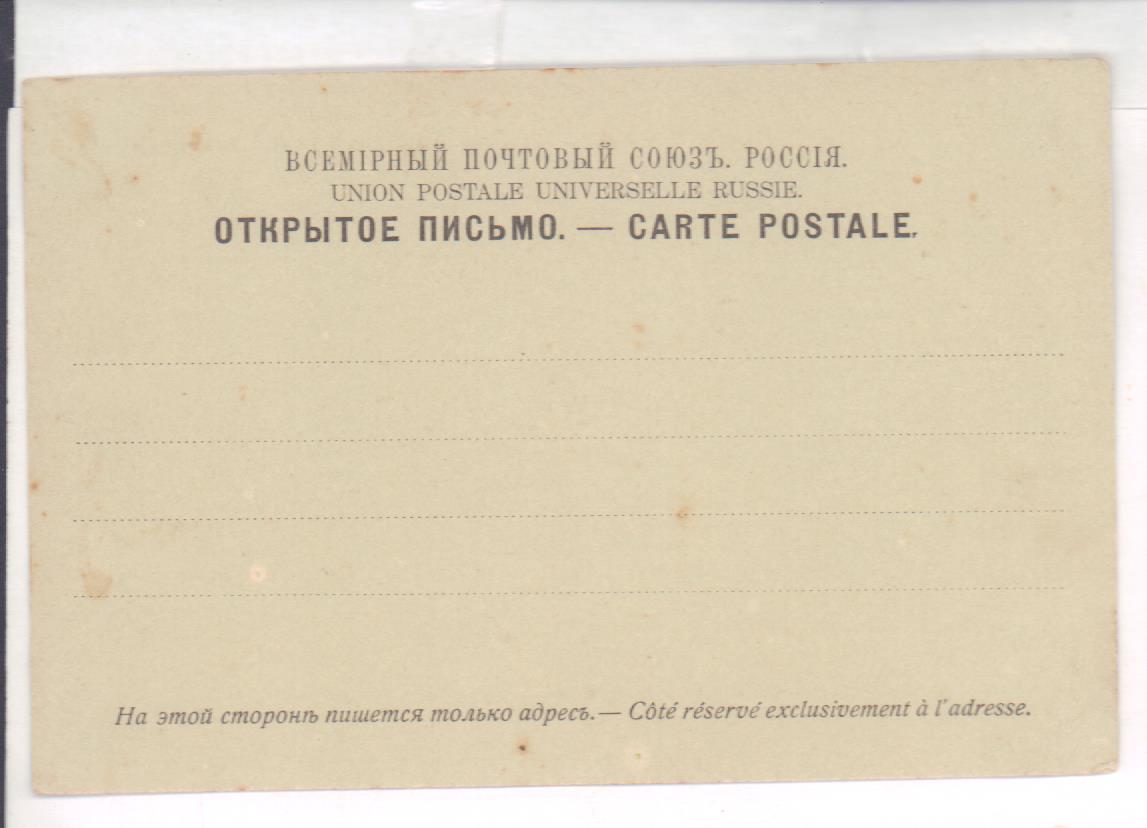 ВСЕМІРНЫЙ ПОЧТОВЫЙ СОЮЗЪ. РОССІЯ.
UNION POSTALE UNIVERSELLE RUSSIE.
ОТКРЫТОЕ ПИСЬМО. — CARTE POSTALE.
На этой сторонѣ пишется только адресъ. — Côté réservé exclusivement à l'adresse.